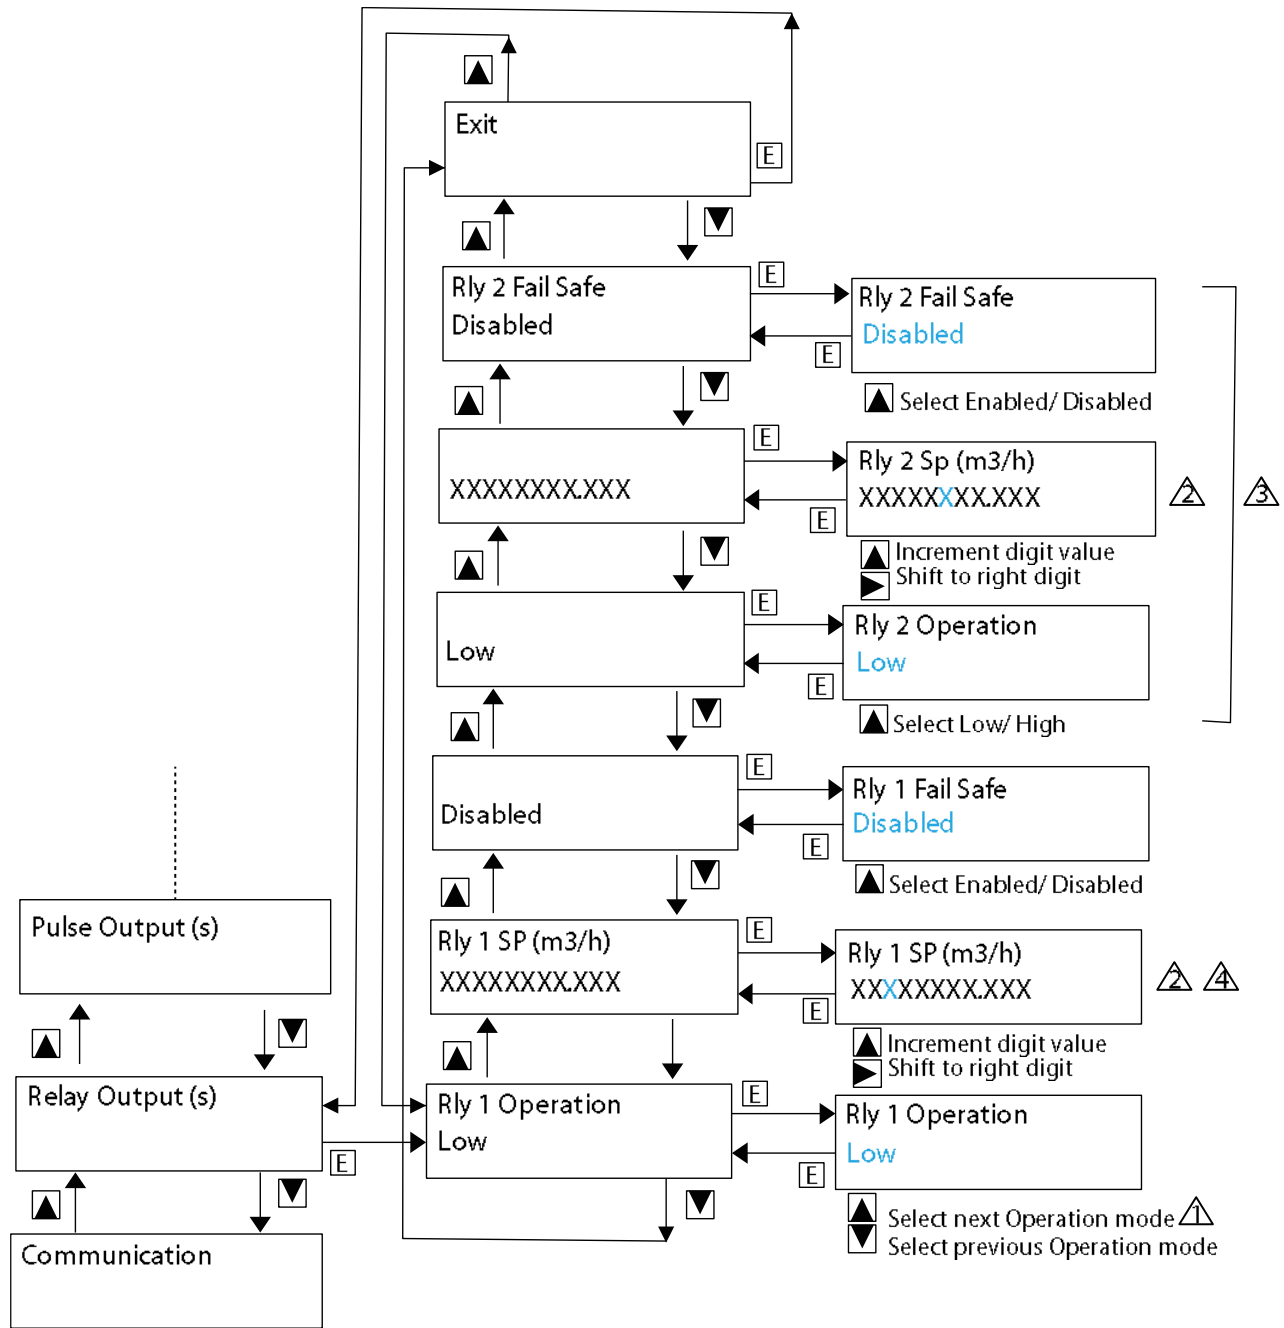 Exit
E
Rly 2 Fail Safe
Disabled
E
Rly 2 Fail Safe
Disabled
E
Select Enabled/ Disabled
XXXXXXXX.XXX
E
Rly 2 Sp (m3/h)
XXXXXXXX.XXX
E
2
3
Increment digit value
Shift to right digit
Low
E
Rly 2 Operation
Low
E
Select Low/ High
Disabled
E
Rly 1 Fail Safe
Disabled
E
Select Enabled/ Disabled
Pulse Output (s)
Rly 1 SP (m3/h)
XXXXXXXX.XXX
E
Rly 1 SP (m3/h)
XXXXXXXX.XXX
E
2
4
Increment digit value
Shift to right digit
Relay Output (s)
E
Rly 1 Operation
Low
E
Rly 1 Operation
Low
E
Select next Operation mode 1
Select previous Operation mode
Communication